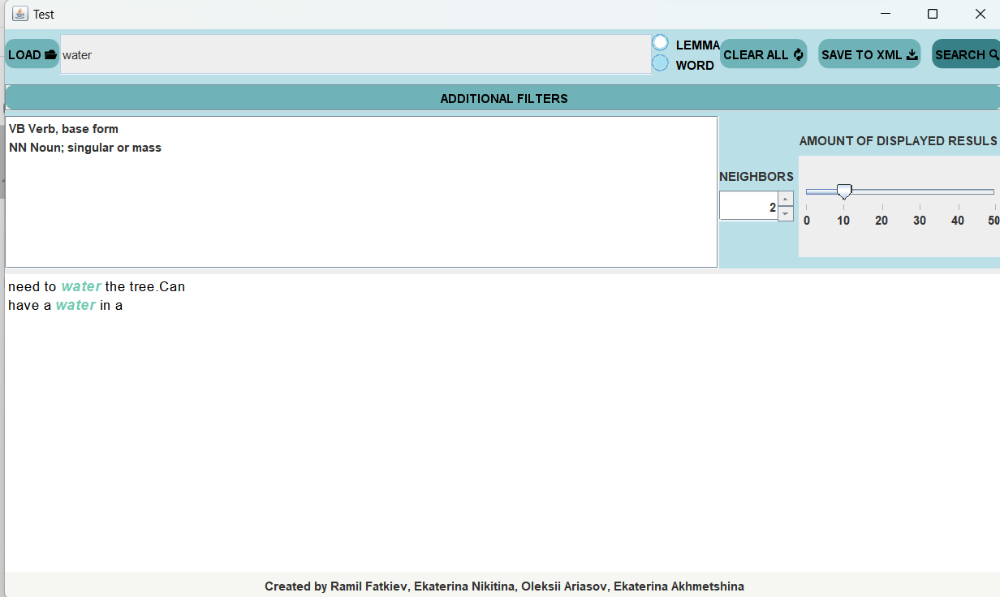 Test
LOAD
water
LEMMA
WORD
CLEAR ALL
SAVE TO XML
SEARCH
ADDITIONAL FILTERS
VB Verb, base form
NN Noun; singular or mass
NEIGHBORS
2
AMOUNT OF DISPLAYED RESULS
0 10 20 30 40 50
need to water the tree.Can
have a water in a
Created by Ramil Fatkiev, Ekaterina Nikitina, Oleksii Ariasov, Ekaterina Akhmetshina